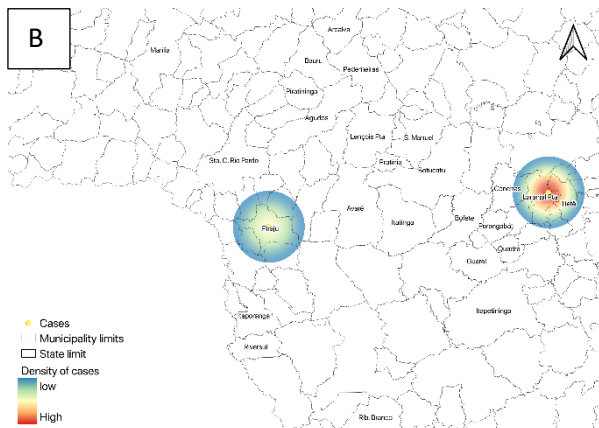 B
Arealva
Marília
Bauru
Pederneiras
Piratininga
Agudos
Lençois Pta
S. Manuel
Sta. C. Rio Pardo
Pratânia
Botucatu
Conchas
Laranjal Pta
Tietê
Avaré
Itatinga
Bofete
Piraju
Porangaba
Quadra
Guareí
Itaporanga
Itapetininga
Riversul
Rib. Branco
Cases
Municipality limits
State limit
Density of cases
low
High